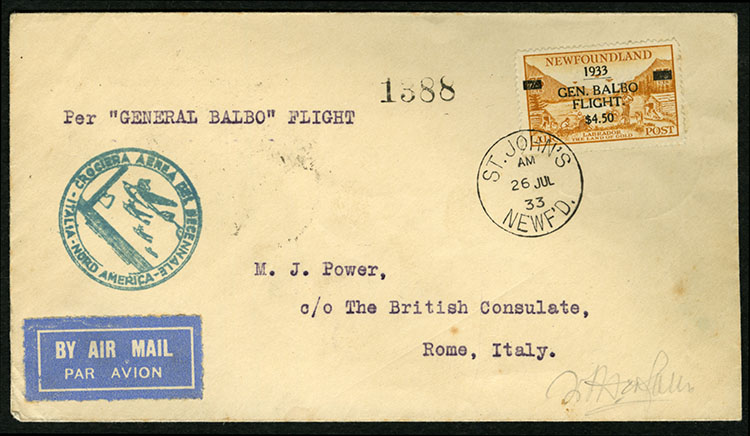 1388
NEWFOUNDLAND
1933
GEN. BALBO
FLIGHT
$4.50
LABRADOR
THE LAND OF GOLD
POST
Per "GENERAL BALBO" FLIGHT
ST. JOHN'S
AM
26 JUL
33
NEWF'D.
CROCIERA AEREA DEL DECENNALE
ITALIA - NORD AMERICA -
M. J. Power,
c/o The British Consulate,
Rome, Italy.
BY AIR MAIL
PAR AVION